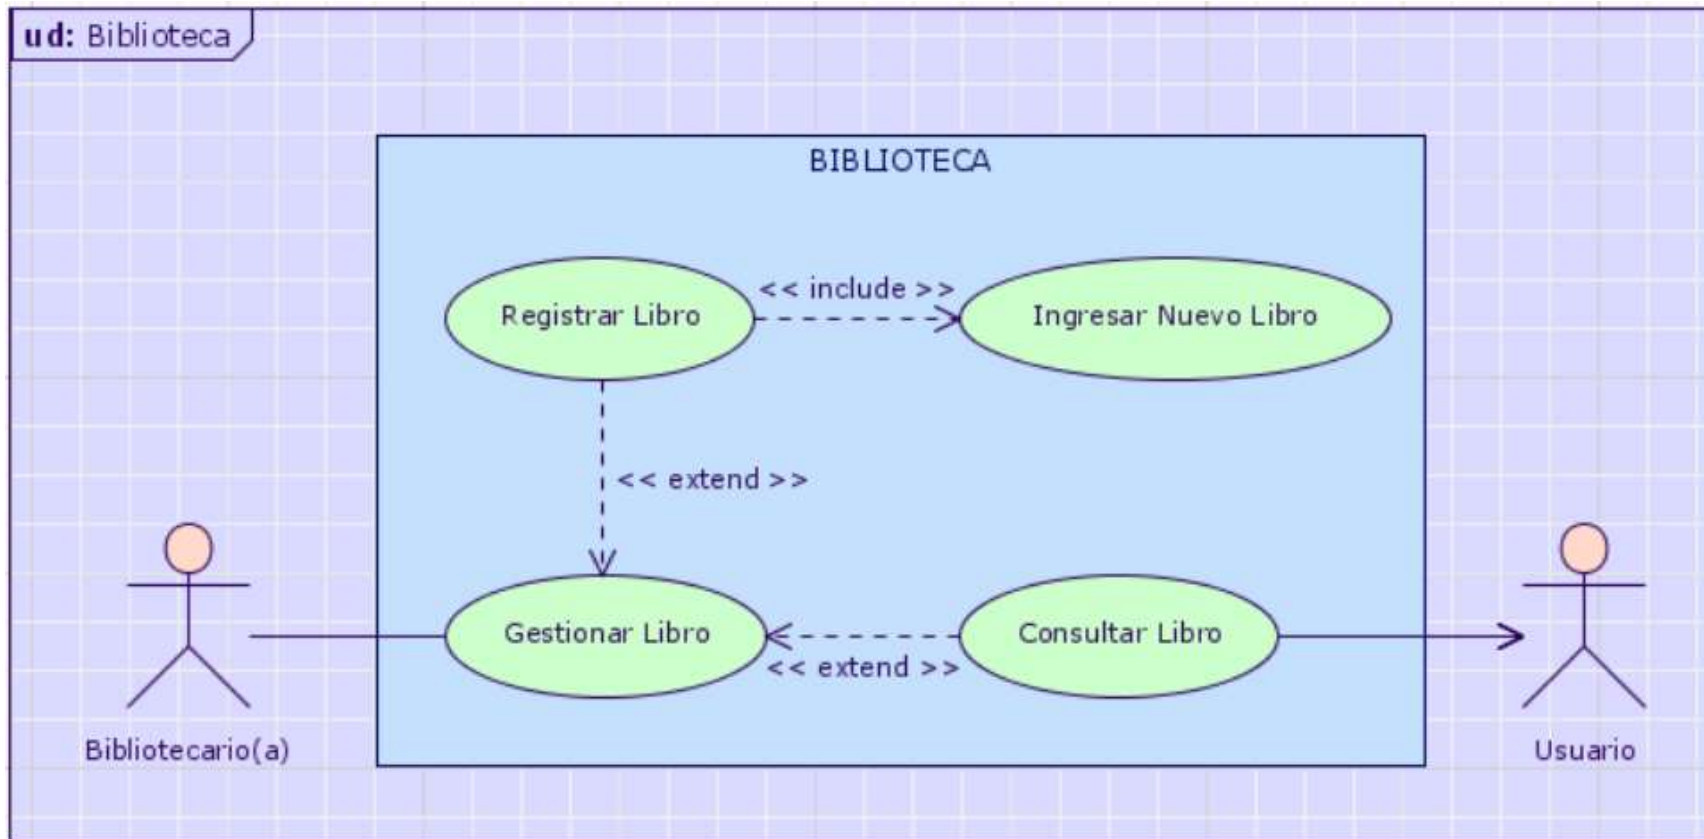 ud: Biblioteca
BIBLIOTECA
<< include >>
Registrar Libro
Ingresar Nuevo Libro
<< extend >>
Gestionar Libro
Consultar Libro
<< extend >>
Bibliotecario(a)
Usuario